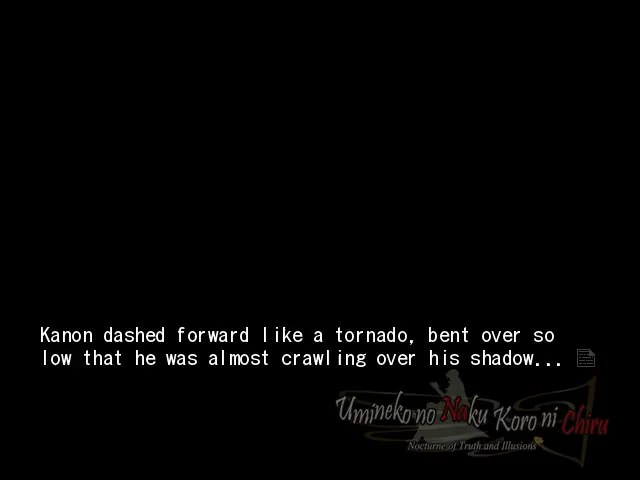 Kanon dashed forward like a tornado, bent over so
low that he was almost crawling over his shadow...
Umineko no Naku Koro ni Chiru
Nocturne of Truth and Illusions